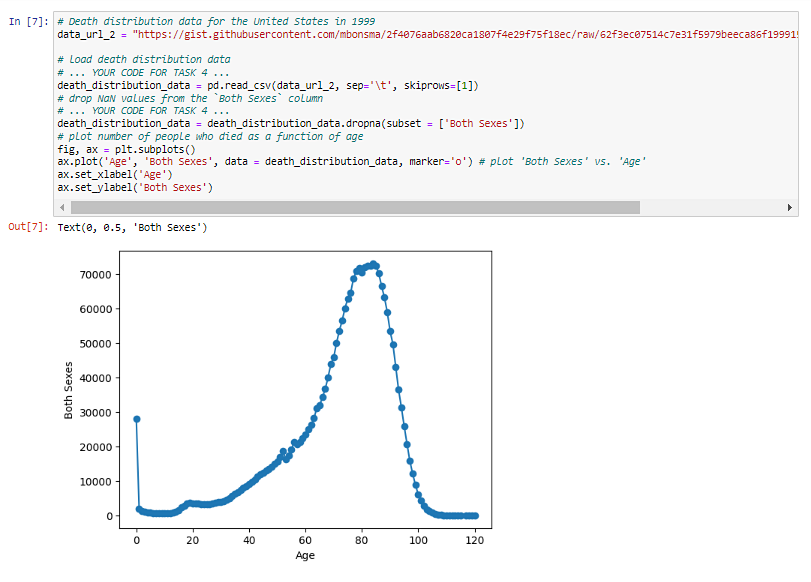 In [7]:
# Death distribution data for the United States in 1999
data_url_2 = "https://gist.githubusercontent.com/mbonsma/2f4076aab6820ca1807f4e29f75f18ec/raw/62f3ec07514c7e31f5979beeca86f19991
# Load death distribution data
# ... YOUR CODE FOR TASK 4 ...
death_distribution_data = pd.read_csv(data_url_2, sep='\t', skiprows=[1])
# drop NaN values from the `Both Sexes` column
# ... YOUR CODE FOR TASK 4 ...
death_distribution_data = death_distribution_data.dropna(subset = ['Both Sexes'])
# plot number of people who died as a function of age
fig, ax = plt.subplots()
ax.plot('Age', 'Both Sexes', data = death_distribution_data, marker='o') # plot 'Both Sexes' vs. 'Age'
ax.set_xlabel('Age')
ax.set_ylabel('Both Sexes')
Out[7]: Text(0, 0.5, 'Both Sexes')
70000
60000
50000
40000
30000
20000
10000
0
Both Sexes
0 20 40 60 80 100 120
Age